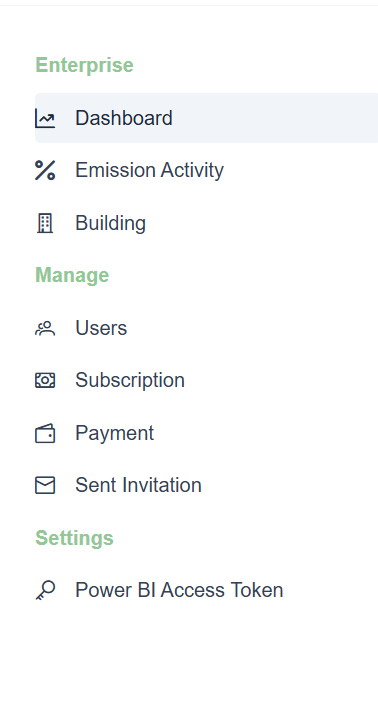 Enterprise
Dashboard
Emission Activity
Building
Manage
Users
Subscription
Payment
Sent Invitation
Settings
Power BI Access Token